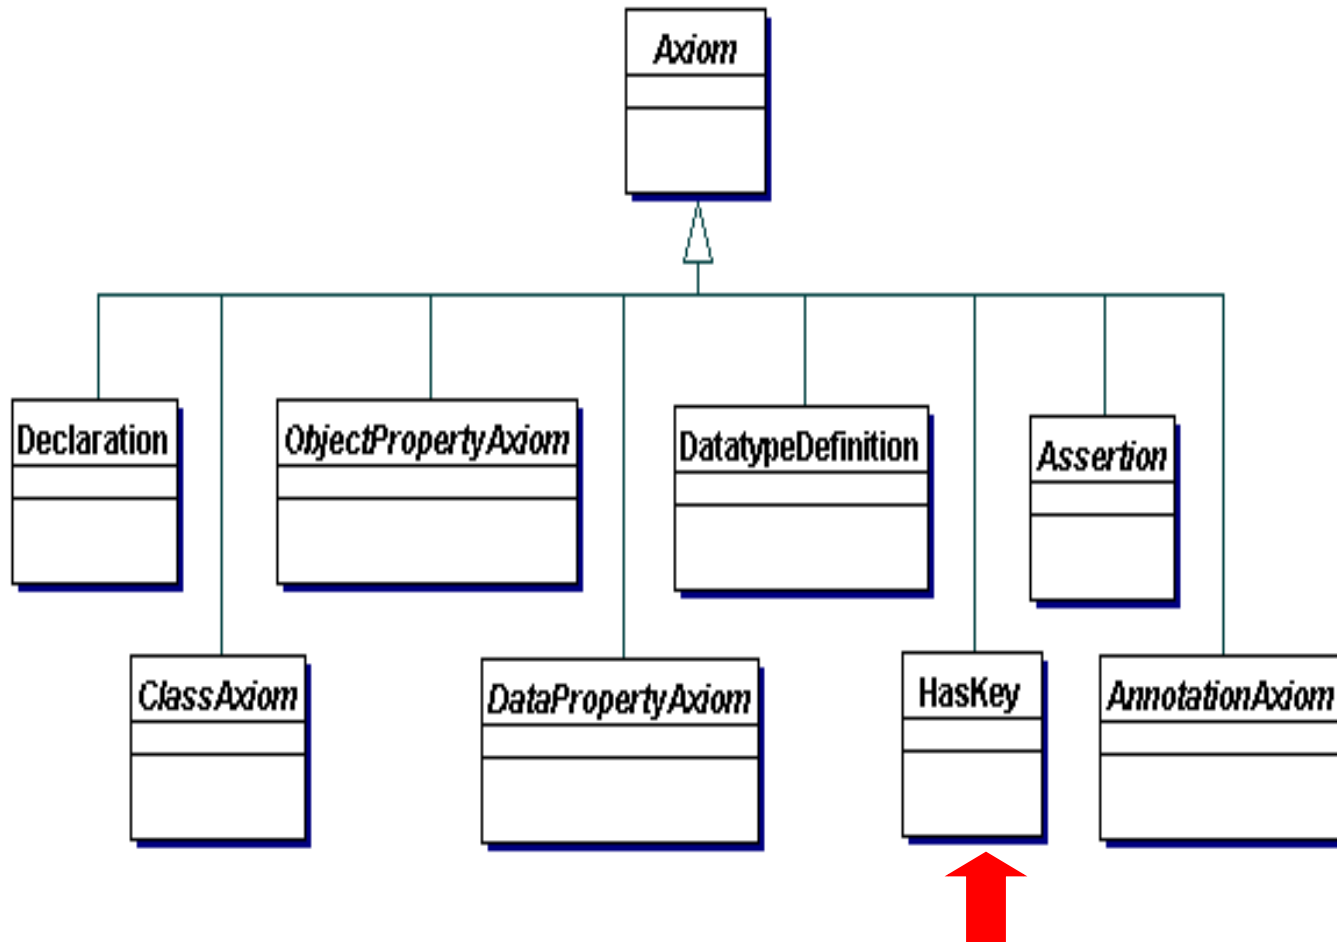 Axiom
Declaration
ObjectPropertyAxiom
DatatypeDefinition
Assertion
ClassAxiom
DataPropertyAxiom
HasKey
AnnotationAxiom